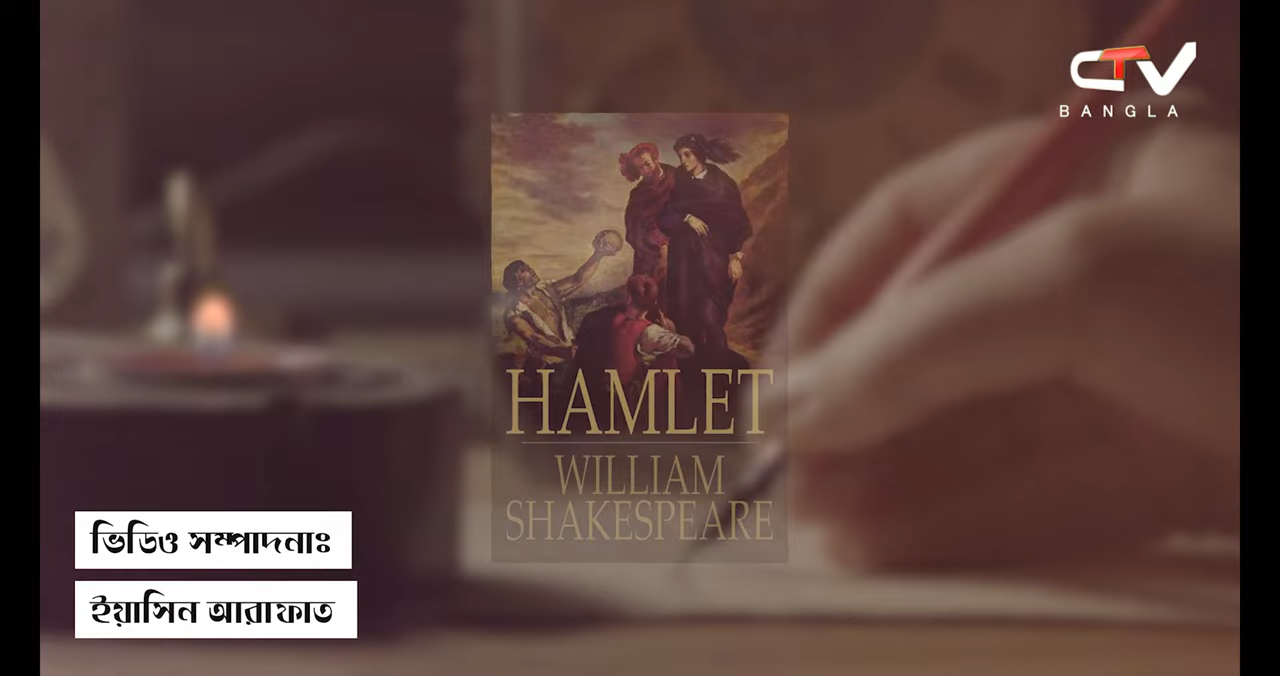 CTV
BANGLA
HAMLET
WILLIAM
SHAKESPEARE
ভিডিও সম্পাদনাঃ
ইয়াসিন আরাফাত